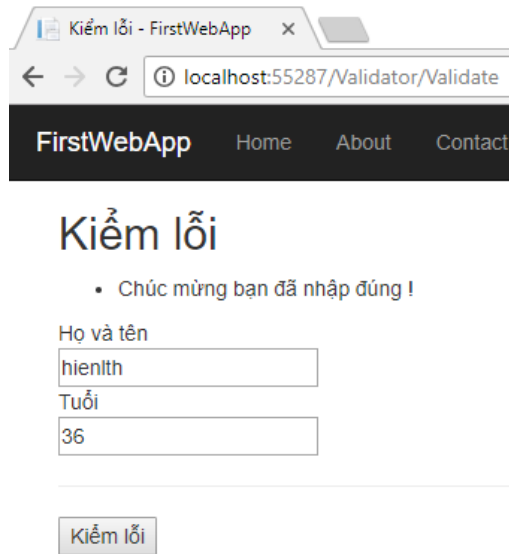 Kiểm lỗi - FirstWebApp
localhost:55287/Validator/Validate
FirstWebApp Home About Contact
Kiểm lỗi
• Chúc mừng bạn đã nhập đúng !
Họ và tên
hienlth
Tuổi
36
Kiểm lỗi